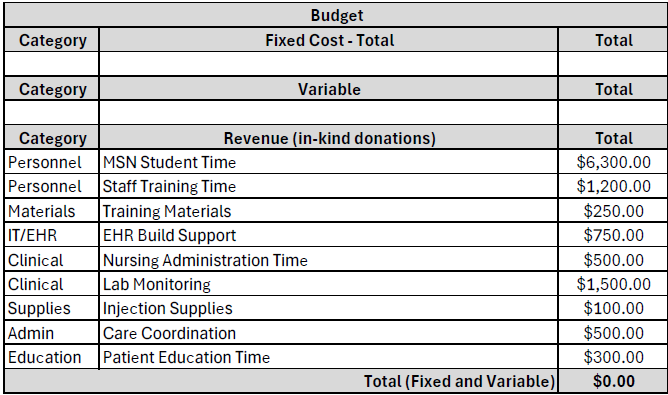 Budget
Category Fixed Cost - Total Total
Category Variable Total
Category Revenue (in-kind donations) Total
Personnel MSN Student Time $6,300.00
Personnel Staff Training Time $1,200.00
Materials Training Materials $250.00
IT/EHR EHR Build Support $750.00
Clinical Nursing Administration Time $500.00
Clinical Lab Monitoring $1,500.00
Supplies Injection Supplies $100.00
Admin Care Coordination $500.00
Education Patient Education Time $300.00
Total (Fixed and Variable) $0.00